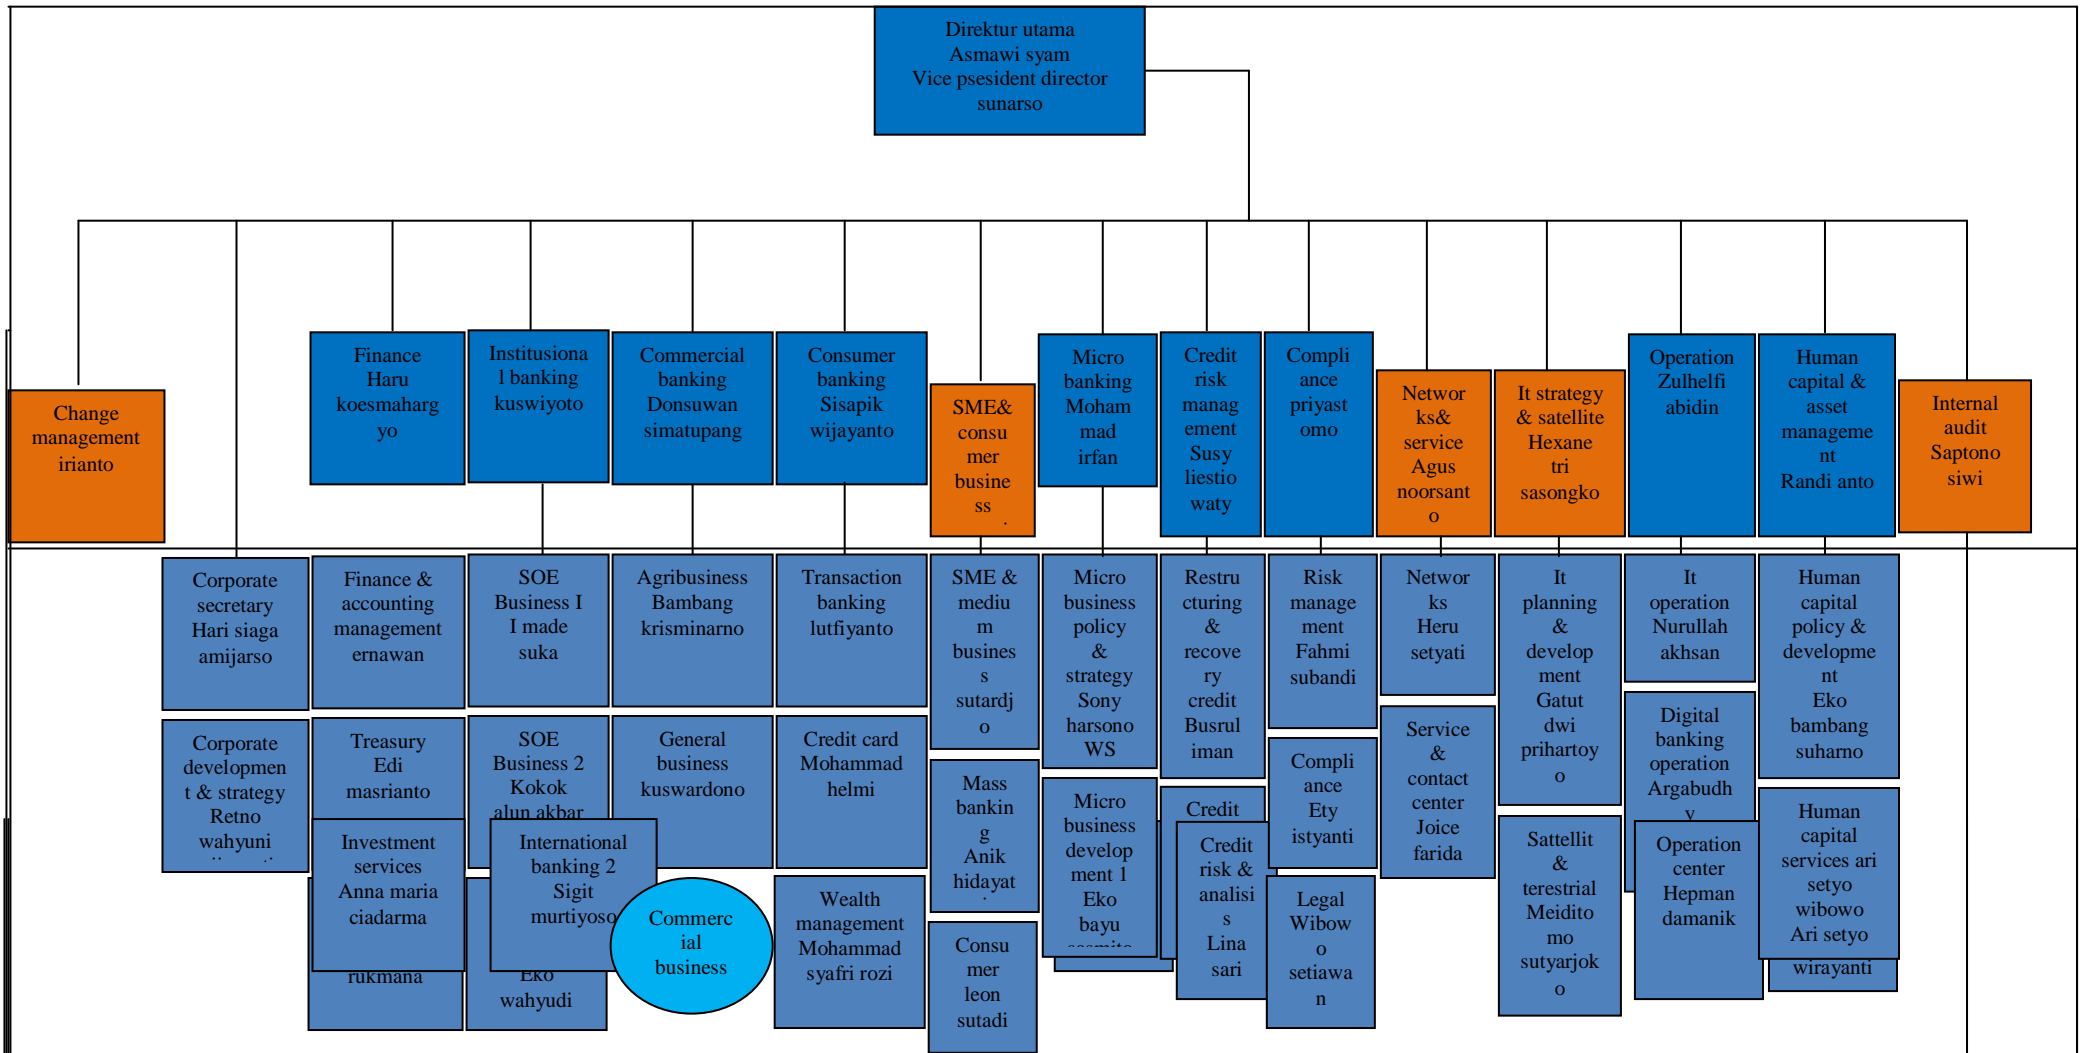 Direktur utama
Asmawi syam
Vice psesident director
sunarso
Change
management
irianto
Finance
Haru
koesmaharg
yo
Institusiona
l banking
kuswiyoto
Commercial
banking
Donsuwan
simatupang
Consumer
banking
Sisapik
wijayanto
SME&
consu
mer
busine
ss
Micro
banking
Moham
mad
irfan
Credit
risk
manag
ement
Susy
liestio
waty
Compli
ance
priyast
omo
Networ
ks&
service
Agus
noorsant
o
It strategy
& satellite
Hexane
tri
sasongko
Operation
Zulhelfi
abidin
Human
capital &
asset
manageme
nt
Randi anto
Internal
audit
Saptono
siwi
Corporate
secretary
Hari siaga
amijarso
Finance &
accounting
management
ernawan
SOE
Business I
I made
suka
Agribusiness
Bambang
krisminarno
Transaction
banking
lutfiyanto
SME &
mediu
m
busines
s
sutardj
o
Micro
business
policy
&
strategy
Sony
harsono
WS
Restru
cturing
&
recove
ry
credit
Busrul
iman
Risk
manage
ment
Fahmi
subandi
Networ
ks
Heru
setyati
It
planning
&
develop
ment
Gatut
dwi
prihartoy
o
It
operation
Nurullah
akhsan
Human
capital
policy &
developme
nt
Eko
bambang
suharno
Corporate
developmen
t & strategy
Retno
wahyuni
Treasury
Edi
masrianto
SOE
Business 2
Kokok
alun akbar
General
business
kuswardono
Credit card
Mohammad
helmi
Mass
bankin
g
Anik
hidayat
Micro
business
develop
ment 1
Eko
bayu
Credit
Compli
ance
Ety
istyanti
Service
&
contact
center
Joice
farida
Sattellit
&
terestrial
Meidito
mo
sutyarjok
o
Digital
banking
operation
Argabudh
y
Human
capital
services ari
setyo
wibowo
Ari setyo
wirayanti
Investment
services
Anna maria
ciadarma
rukmana
International
banking 2
Sigit
murtiyoso
Eko
wahyudi
Commerc
ial
business
Wealth
management
Mohammad
syafri rozi
Consu
mer
leon
sutadi
Credit
risk &
analisi
s
Lina
sari
Legal
Wibow
o
setiawa
n
Operation
center
Hepman
damanik